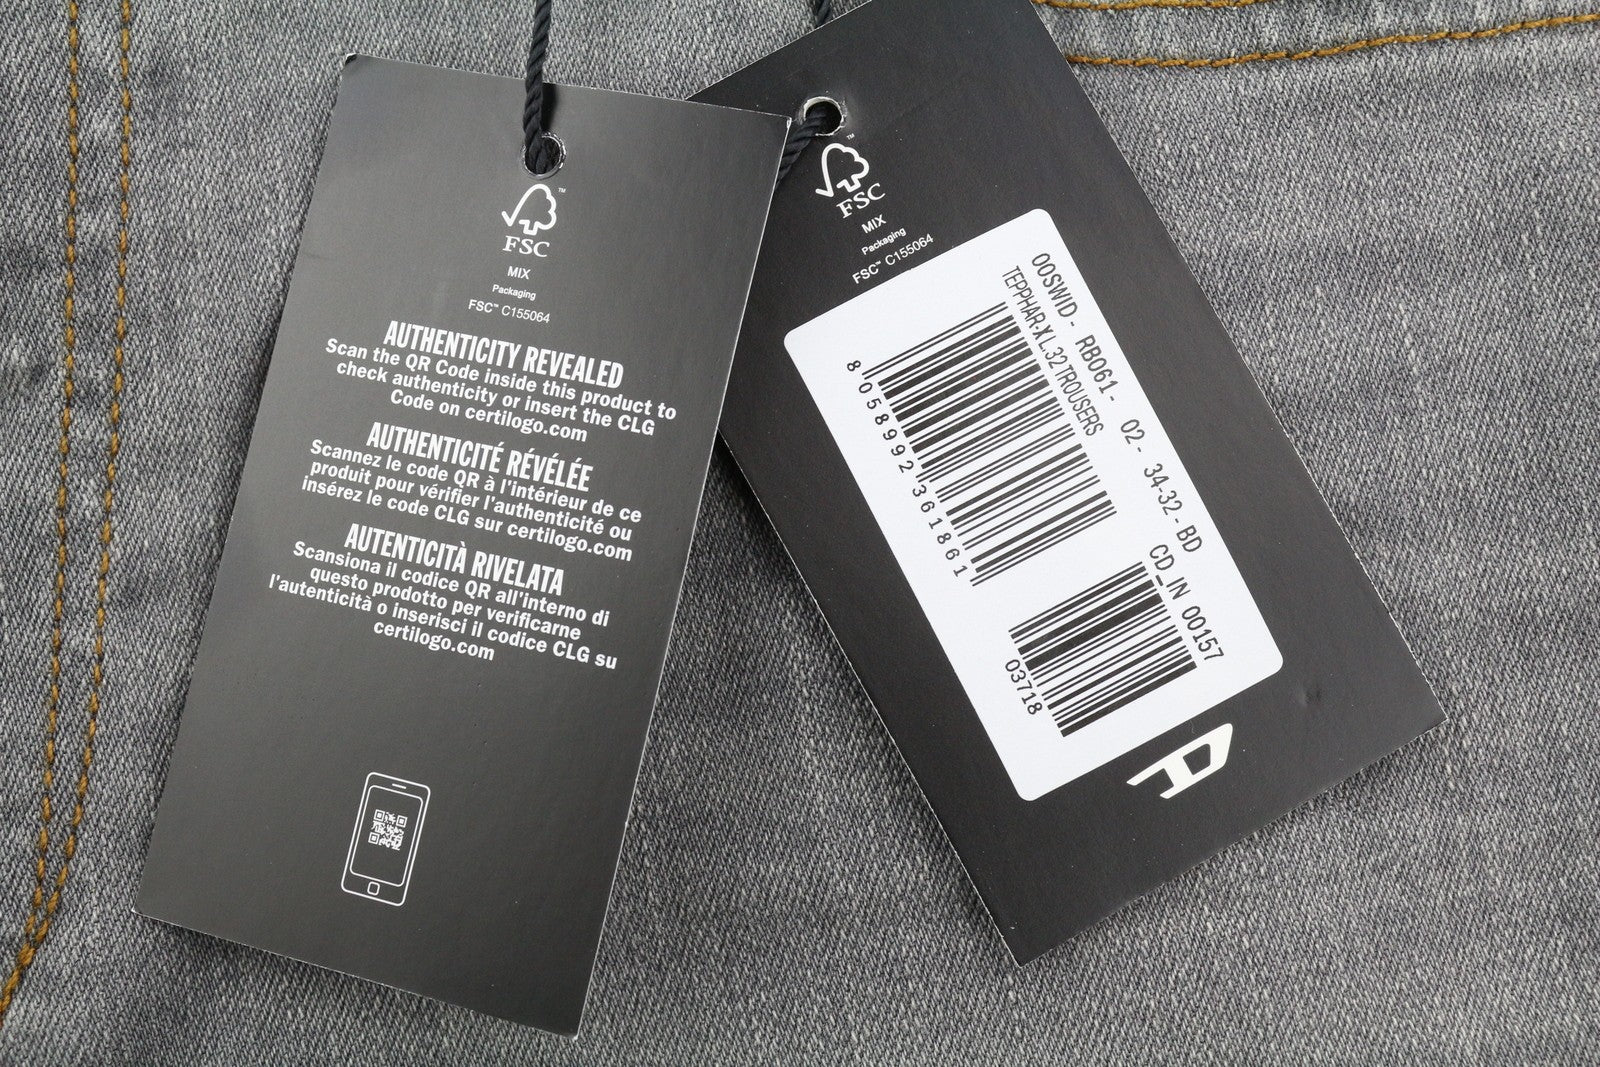 ™
FSC
MIX
Packaging
FSC™ C155064
AUTHENTICITY REVEALED
Scan the QR Code inside this product to
check authenticity or insert the CLG
Code on certilogo.com
AUTHENTICITÉ RÉVÉLÉE
Scannez le code QR à l'intérieur de ce
produit pour vérifier l'authenticité ou
insérez le code CLG sur certilogo.com
AUTENTICITÀ RIVELATA
Scansiona il codice QR all'interno di
questo prodotto per verificarne
l'autenticità o inserisci il codice CLG su
certilogo.com
™
FSC
MIX
Packaging
FSC™ C155064
00SWID - RB061 - 02 - 34-32 - BD
TEPPHAR-X L.32 TROUSERS
CD_IN 00157
8 058992 361861
03718
D